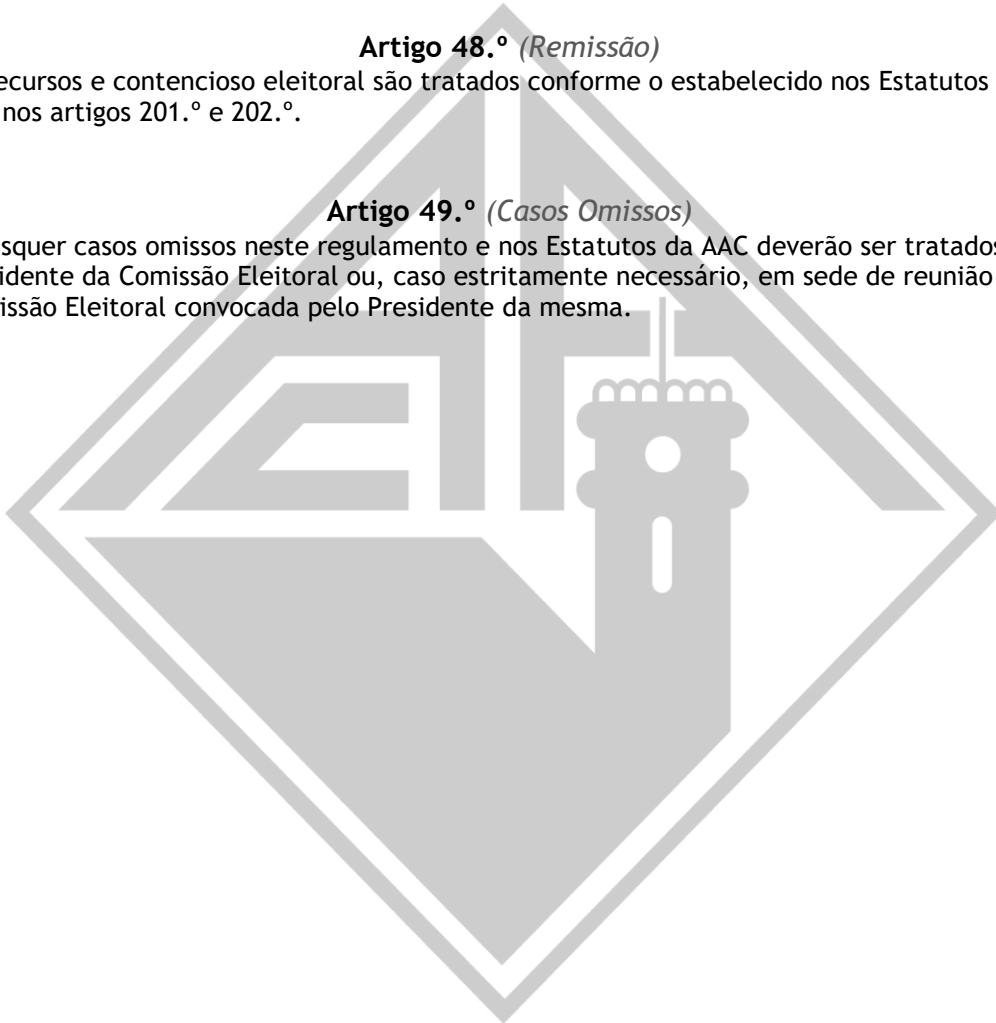 Artigo 48.º (Remissão)
ecursos e contencioso eleitoral são tratados conforme o estabelecido nos Estatutos
nos artigos 201.º e 202.º.
Artigo 49.º (Casos Omissos)
squer casos omissos neste regulamento e nos Estatutos da AAC deverão ser tratados
idente da Comissão Eleitoral ou, caso estritamente necessário, em sede de reunião
issão Eleitoral convocada pelo Presidente da mesma.